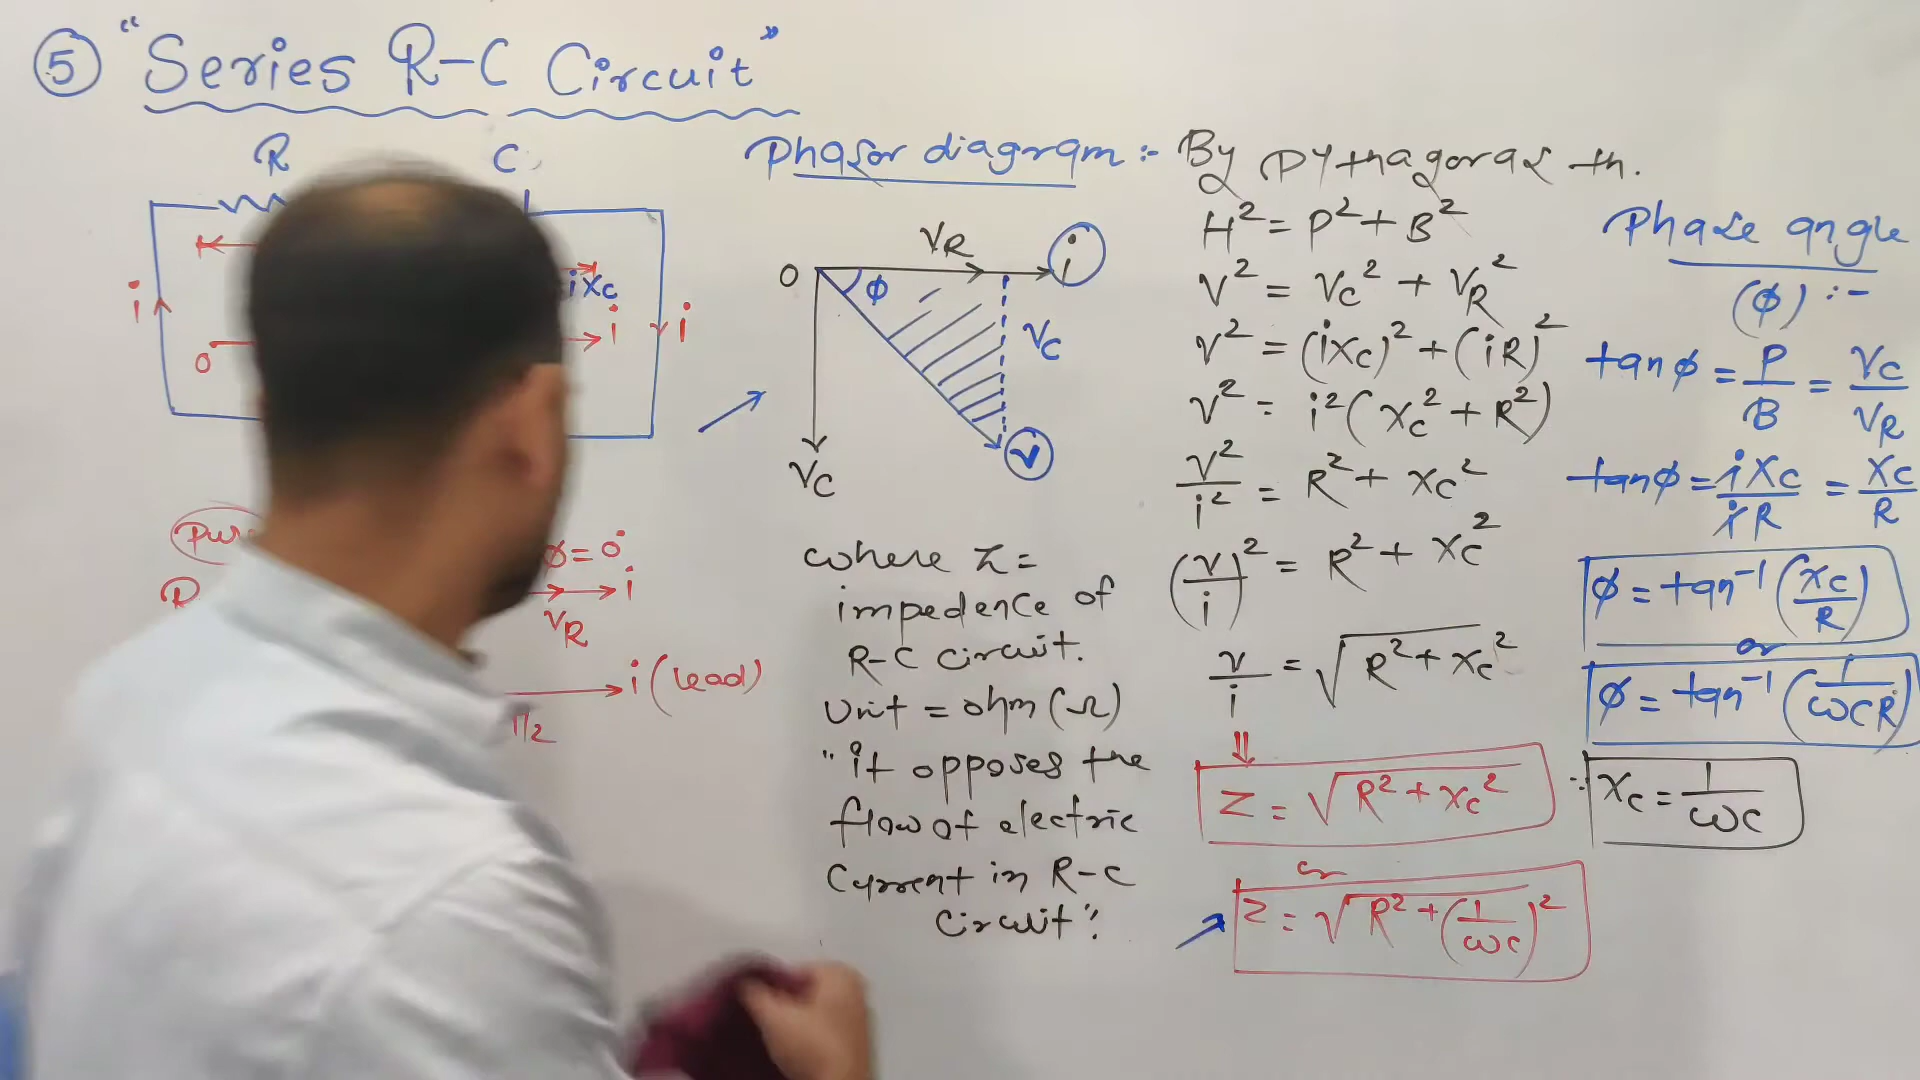 ⑤ "Series R-C Circuit"
R
C
iXc
i
i
i
O
Pur
φ=0°
R
i
VR
i (lead)
π/2
Phasor diagram :-
VR
i
O
φ
Vc
Vc
V
where Z =
impedence of
R-C circuit.
Unit = ohm (Ω)
"it opposes the
flow of electric
Current in R-C
Circuit".
By Pythagoras th.
H² = P² + B²
V² = Vc² + VR²
V² = (iXc)² + (iR)²
V² = i²(Xc² + R²)
V²/i² = R² + Xc²
(V/i)² = R² + Xc²
V/i = √(R² + Xc²)
⇓
Z = √(R² + Xc²)
or
Z = √(R² + (1/ωC)²)
Phase angle
(φ) :-
tanφ = P/B = Vc/VR
tanφ = iXc/iR = Xc/R
φ = tan⁻¹(Xc/R)
or
φ = tan⁻¹(1/ωCR)
∵ Xc = 1/ωC